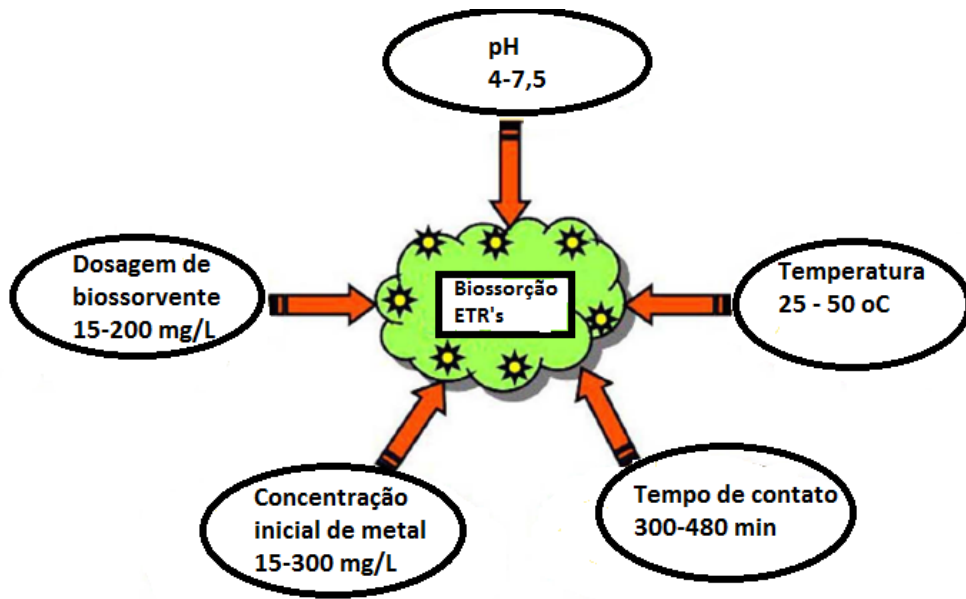 pH
4-7,5
Dosagem de
biossorvente
15-200 mg/L
Biossorção
ETR's
Temperatura
25 - 50 oC
Concentração
inicial de metal
15-300 mg/L
Tempo de contato
300-480 min